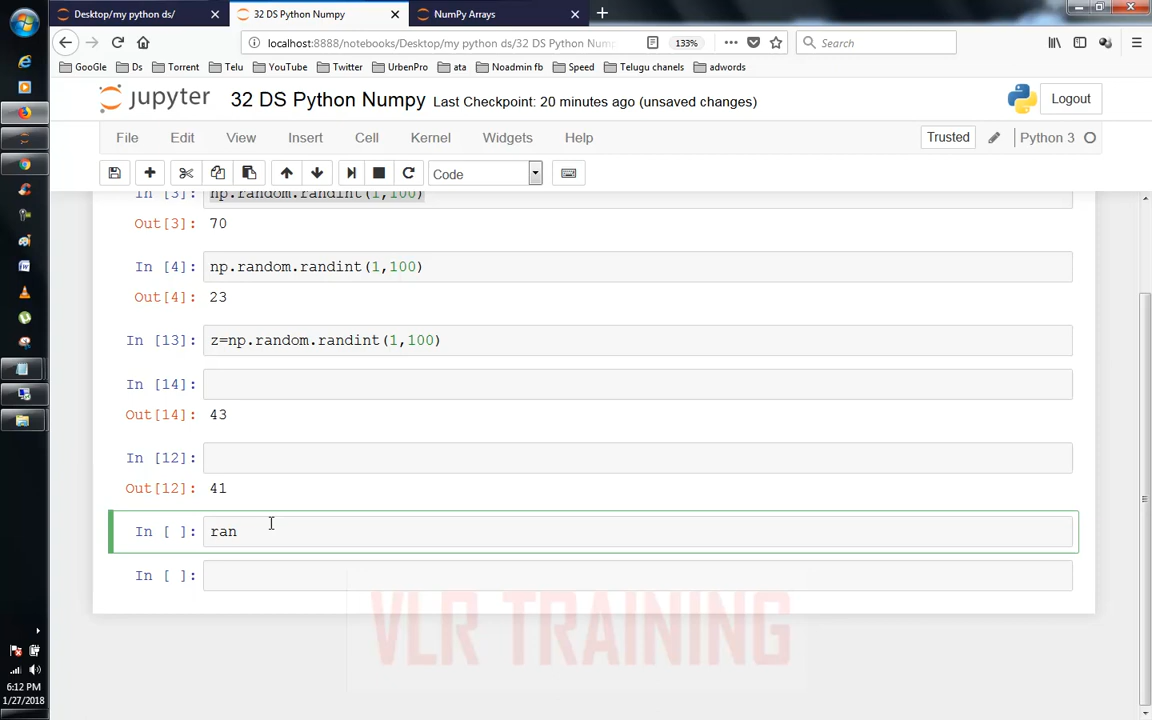 Desktop/my python ds/
32 DS Python Numpy
NumPy Arrays
localhost:8888/notebooks/Desktop/my python ds/32 DS Python Num
133%
Search
GooGle
Ds
Torrent
Telu
YouTube
Twitter
UrbenPro
ata
Noadmin fb
Speed
Telugu chanels
adwords
jupyter
32 DS Python Numpy Last Checkpoint: 20 minutes ago (unsaved changes)
Logout
File
Edit
View
Insert
Cell
Kernel
Widgets
Help
Trusted
Python 3
Code
In [3]: np.random.randint(1,100)
Out[3]: 70
In [4]: np.random.randint(1,100)
Out[4]: 23
In [13]: z=np.random.randint(1,100)
In [14]:
Out[14]: 43
In [12]:
Out[12]: 41
In [ ]: ran
In [ ]:
VLR TRAINING
6:12 PM
1/27/2018